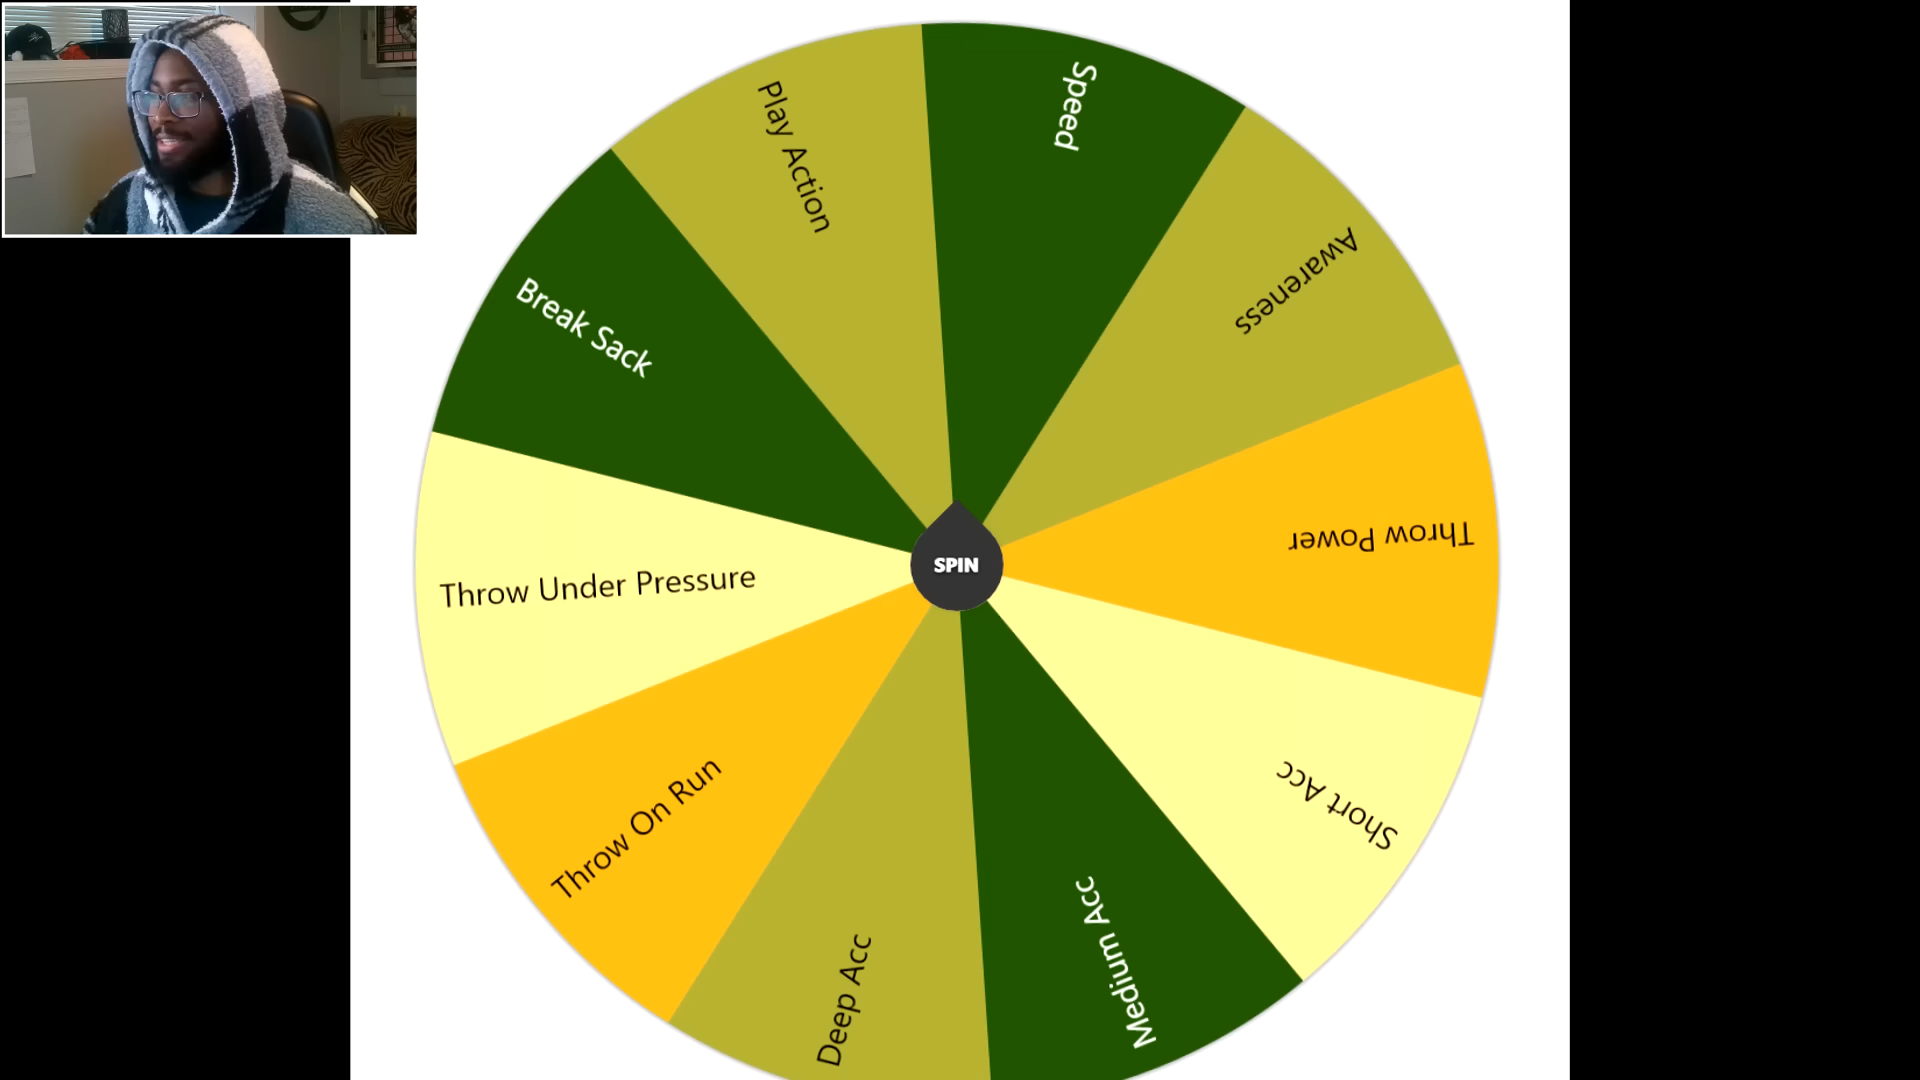 Speed
Awareness
Throw Power
Short Acc
Medium Acc
Deep Acc
Throw On Run
Throw Under Pressure
Break Sack
Play Action
SPIN